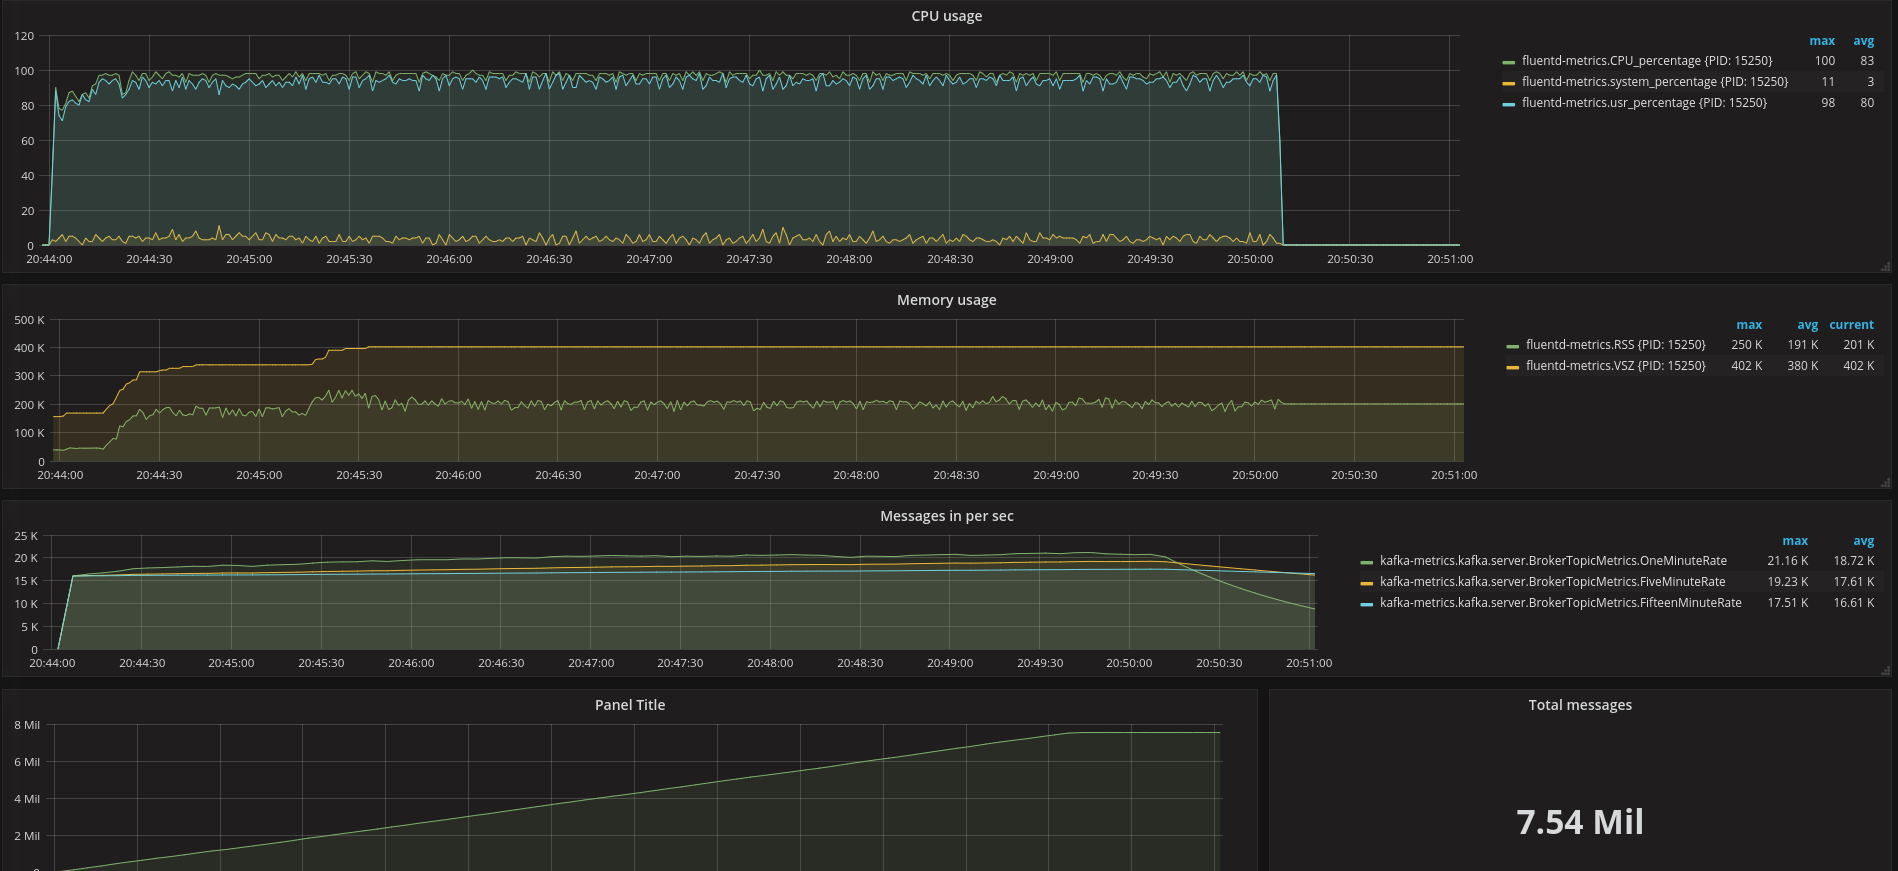 CPU usage
120
100
80
60
40
20
0
20:44:00 20:44:30 20:45:00 20:45:30 20:46:00 20:46:30 20:47:00 20:47:30 20:48:00 20:48:30 20:49:00 20:49:30 20:50:00 20:50:30 20:51:00
max avg
fluentd-metrics.CPU_percentage {PID: 15250} 100 83
fluentd-metrics.system_percentage {PID: 15250} 11 3
fluentd-metrics.usr_percentage {PID: 15250} 98 80
Memory usage
500 K
400 K
300 K
200 K
100 K
0
20:44:00 20:44:30 20:45:00 20:45:30 20:46:00 20:46:30 20:47:00 20:47:30 20:48:00 20:48:30 20:49:00 20:49:30 20:50:00 20:50:30 20:51:00
max avg current
fluentd-metrics.RSS {PID: 15250} 250 K 191 K 201 K
fluentd-metrics.VSZ {PID: 15250} 402 K 380 K 402 K
Messages in per sec
25 K
20 K
15 K
10 K
5 K
0
20:44:00 20:44:30 20:45:00 20:45:30 20:46:00 20:46:30 20:47:00 20:47:30 20:48:00 20:48:30 20:49:00 20:49:30 20:50:00 20:50:30 20:51:00
max avg
kafka-metrics.kafka.server.BrokerTopicMetrics.OneMinuteRate 21.16 K 18.72 K
kafka-metrics.kafka.server.BrokerTopicMetrics.FiveMinuteRate 19.23 K 17.61 K
kafka-metrics.kafka.server.BrokerTopicMetrics.FifteenMinuteRate 17.51 K 16.61 K
Panel Title
8 Mil
6 Mil
4 Mil
2 Mil
Total messages
7.54 Mil